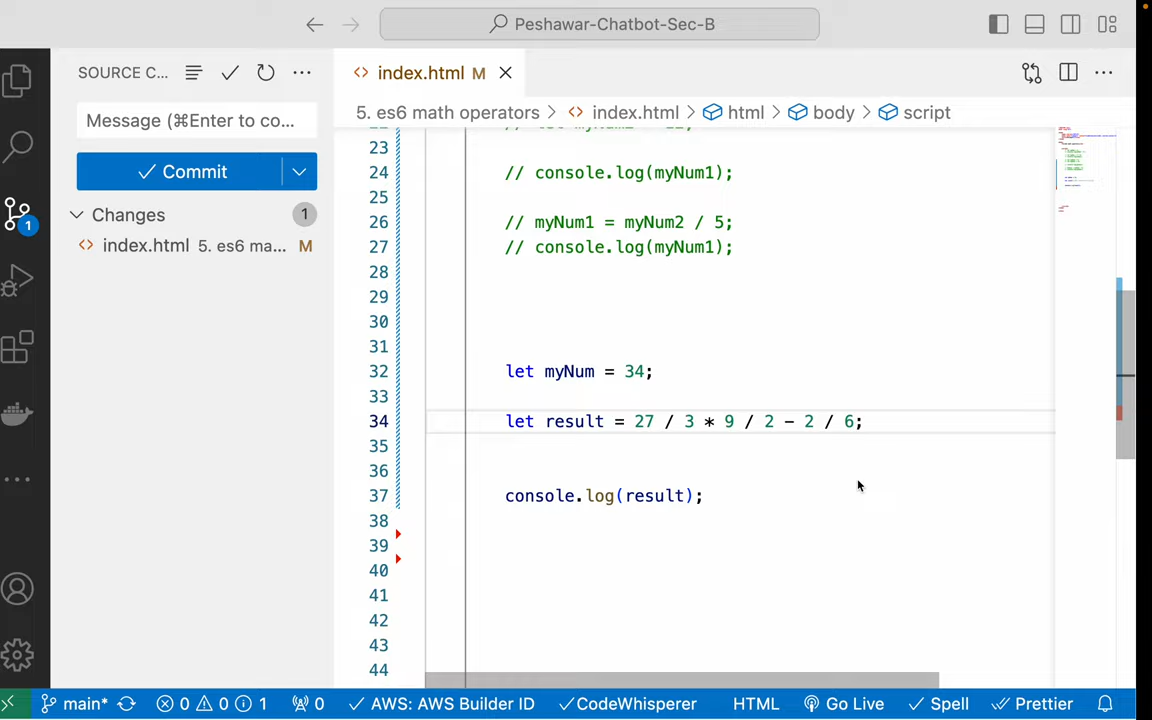 Peshawar-Chatbot-Sec-B
SOURCE C...
Message (⌘Enter to co...
Commit
Changes 1
index.html 5. es6 ma... M
1
index.html M
5. es6 math operators > index.html > html > body > script
23
24 // console.log(myNum1);
25
26 // myNum1 = myNum2 / 5;
27 // console.log(myNum1);
28
29
30
31
32 let myNum = 34;
33
34 let result = 27 / 3 * 9 / 2 - 2 / 6;
35
36
37 console.log(result);
38
39
40
41
42
43
44
main* 0 0 1 0 AWS: AWS Builder ID CodeWhisperer HTML Go Live Spell Prettier